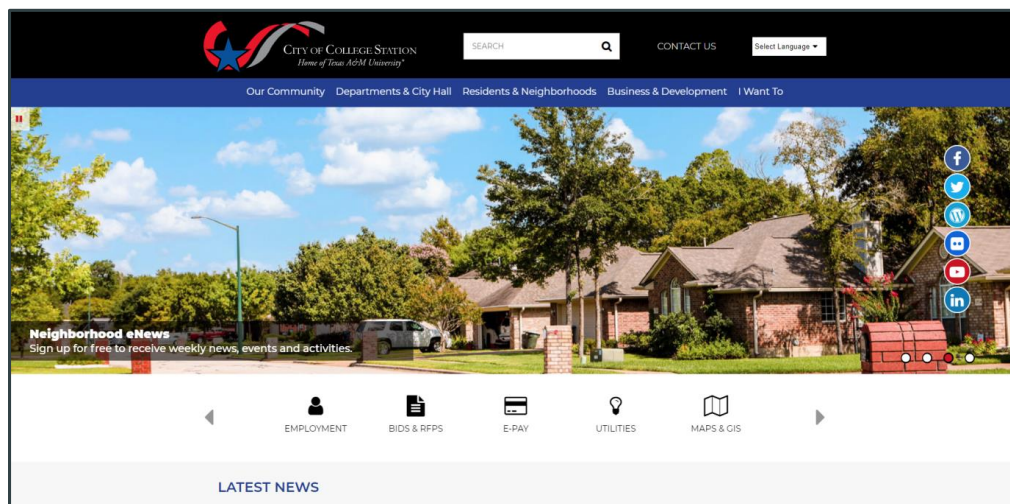 CITY OF COLLEGE STATION
Home of Texas A&M University®
SEARCH
CONTACT US
Select Language
Our Community Departments & City Hall Residents & Neighborhoods Business & Development I Want To
Neighborhood eNews
Sign up for free to receive weekly news, events and activities.
EMPLOYMENT
BIDS & RFPS
E-PAY
UTILITIES
MAPS & GIS
LATEST NEWS